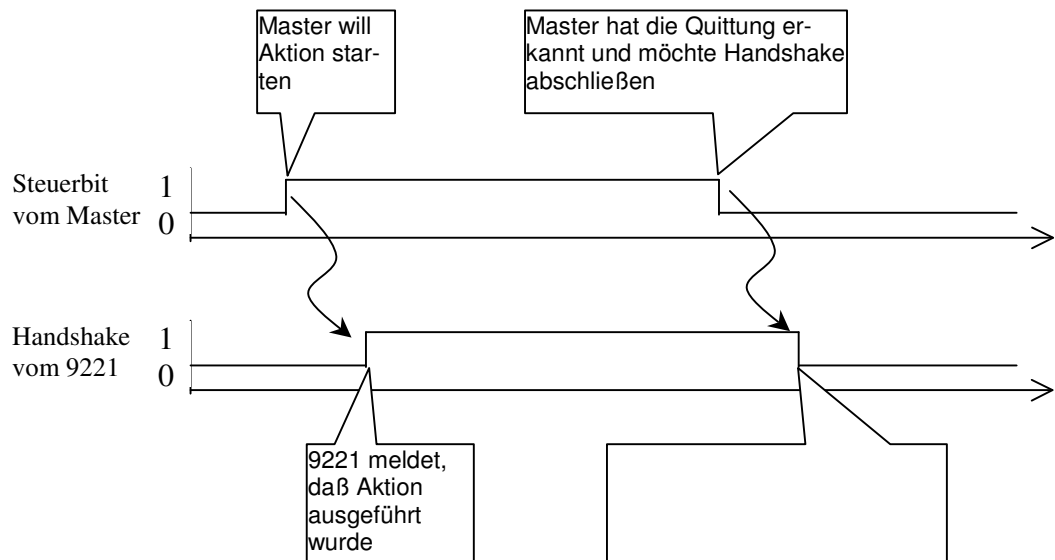 Master will
Aktion star-
ten
Master hat die Quittung er-
kannt und möchte Handshake
abschließen
Steuerbit
vom Master
1
0
Handshake
vom 9221
1
0
9221 meldet,
daß Aktion
ausgeführt
wurde